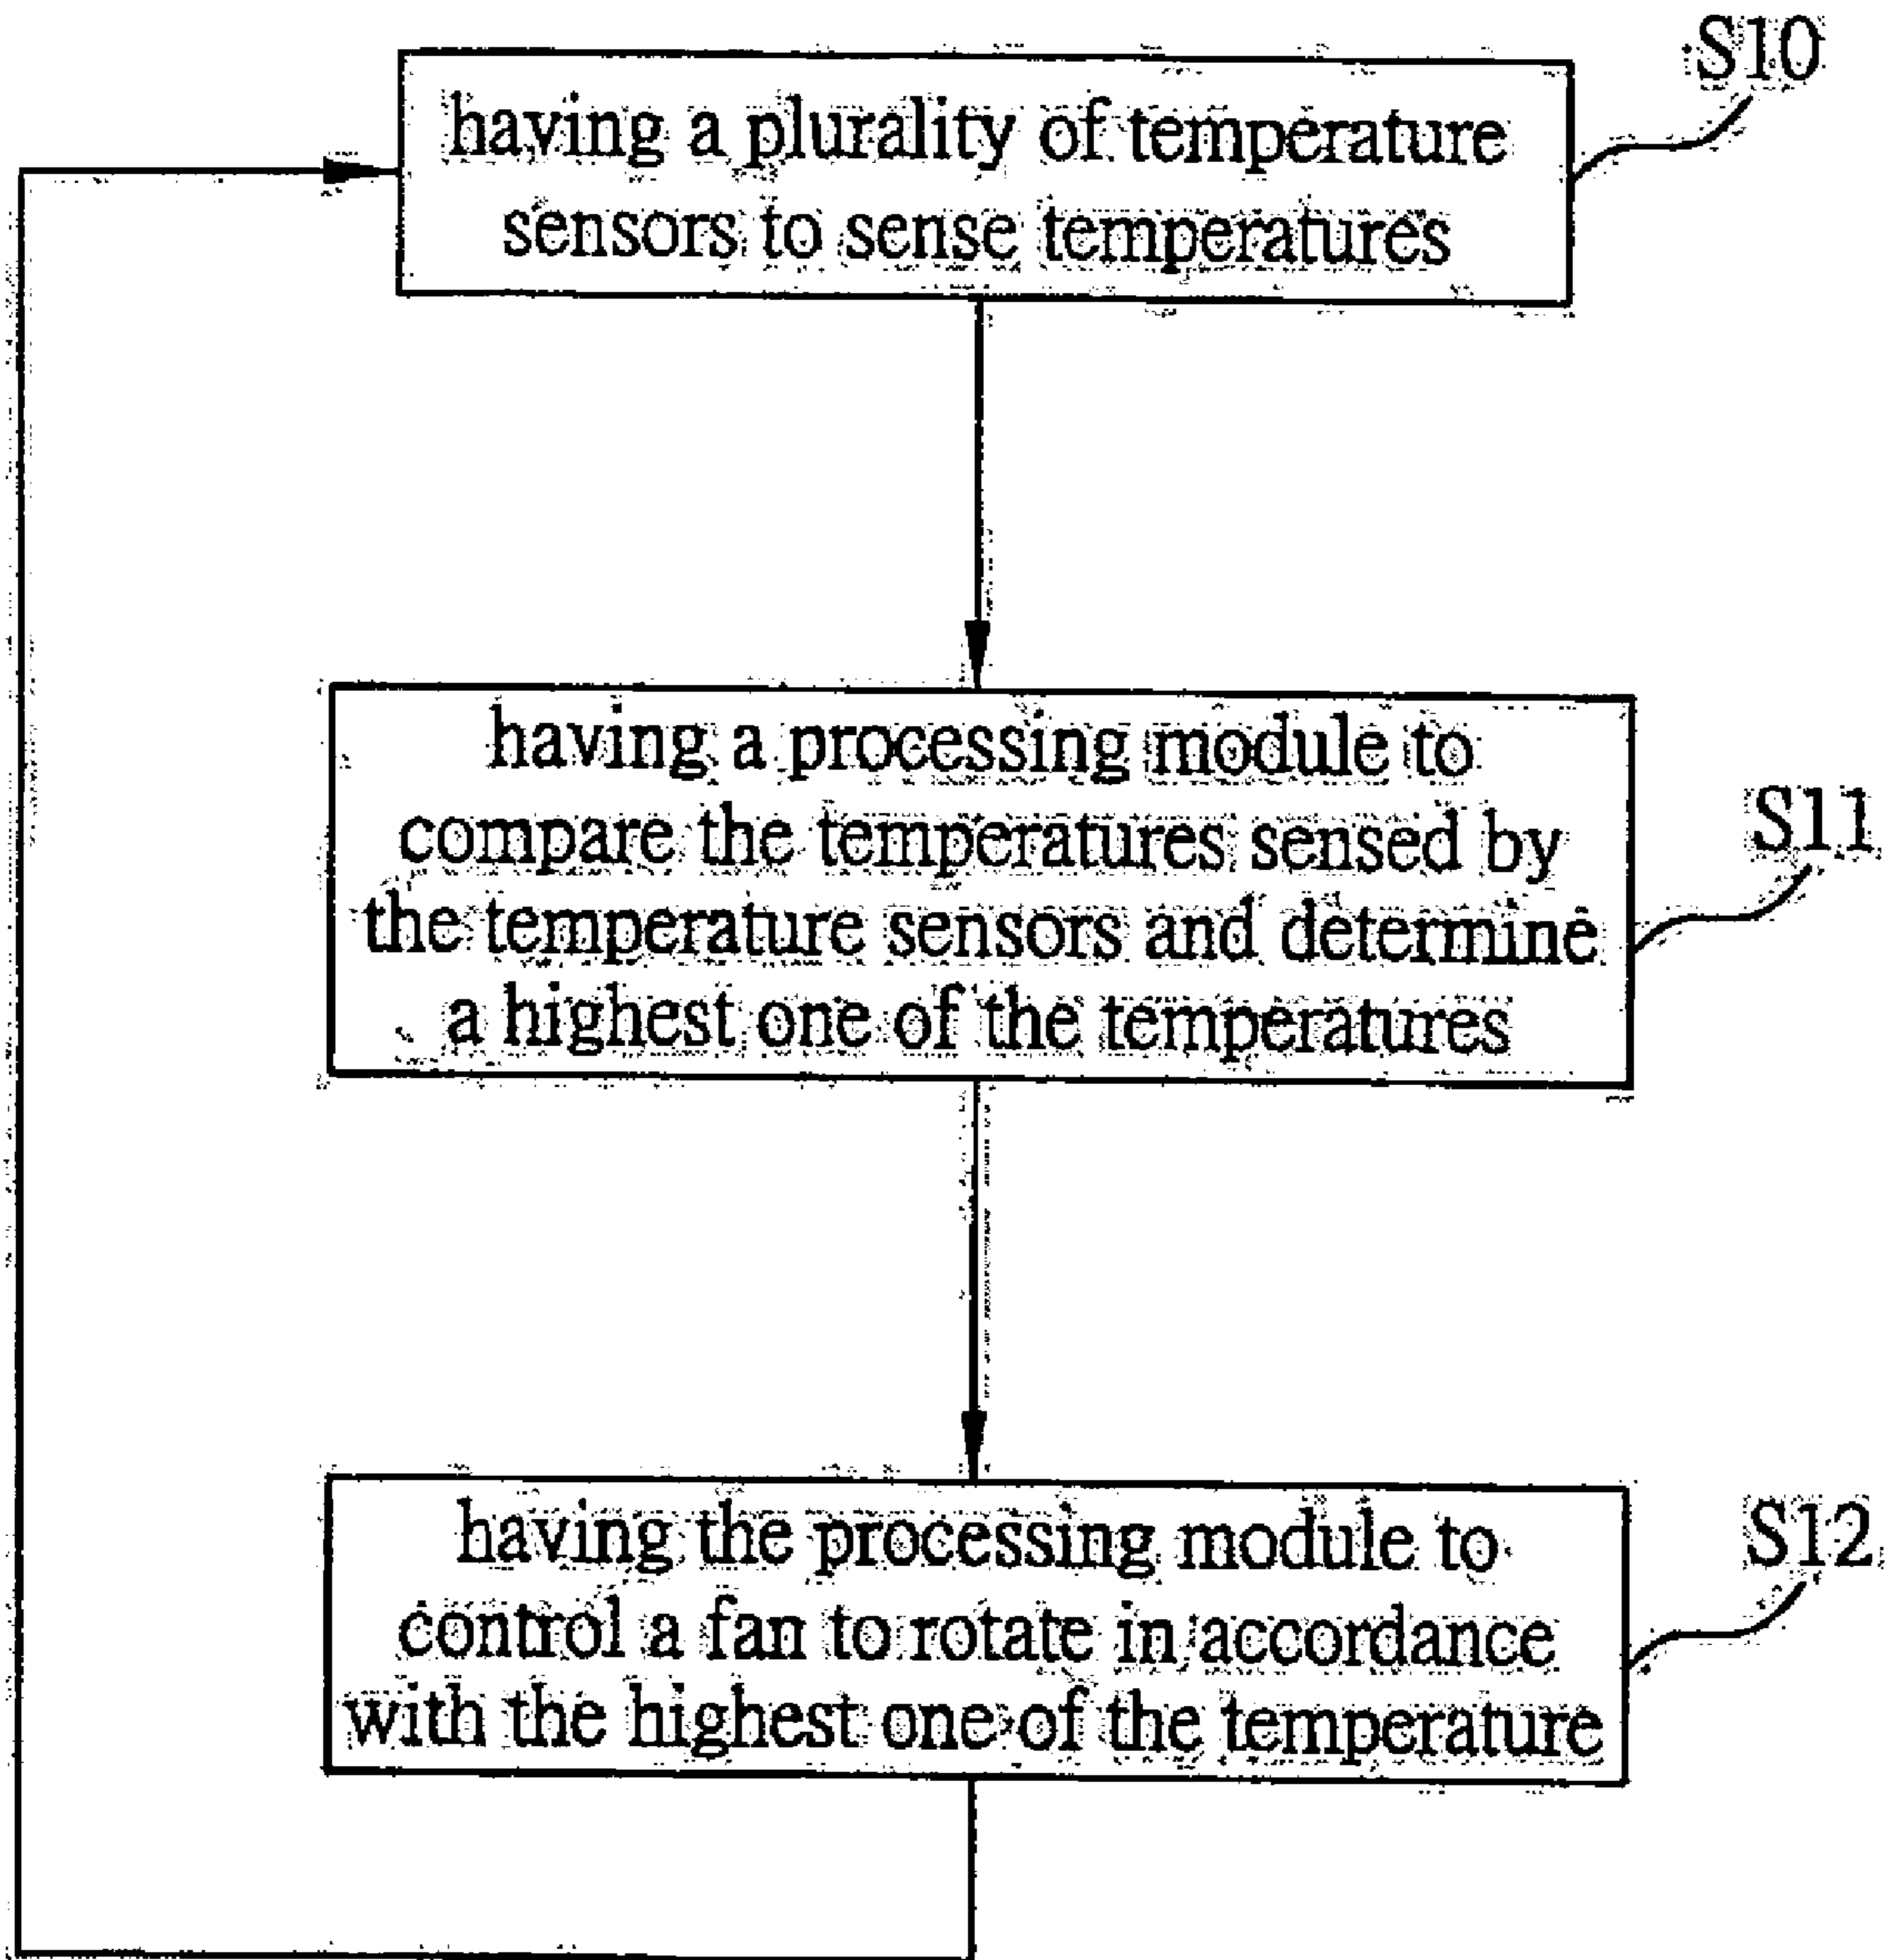 S10
having a plurality of temperature
sensors to sense temperatures
having a processing module to
compare the temperatures sensed by
the temperature sensors and determine
a highest one of the temperatures
S11
having the processing module to
control a fan to rotate in accordance
with the highest one of the temperature
S12